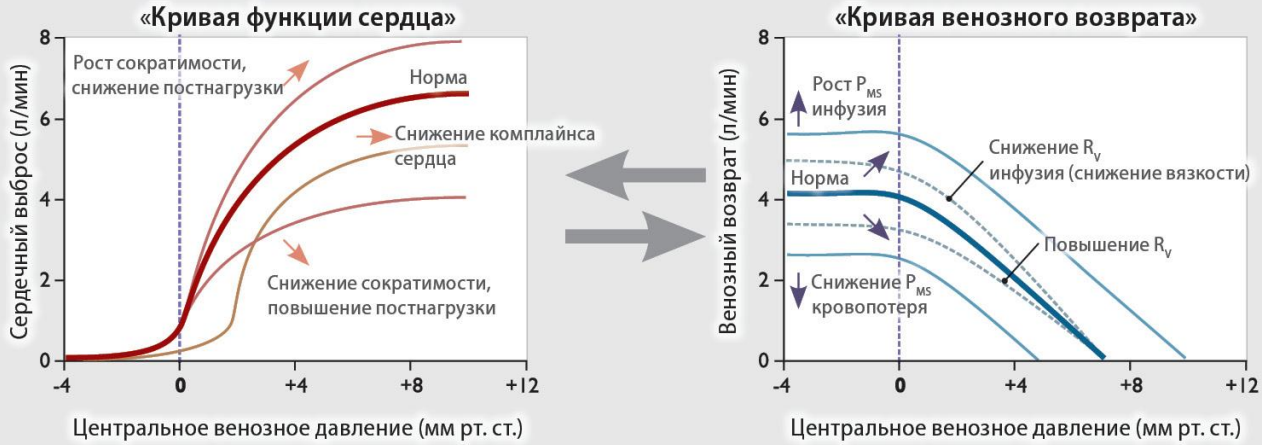 «Кривая функции сердца»
8
6
4
2
0
-4
0
+4
+8
+12
Сердечный выброс (л/мин)
Рост сократимости,
снижение постнагрузки
Норма
Снижение комплайнса
сердца
Снижение сократимости,
повышение постнагрузки
Центральное венозное давление (мм рт. ст.)
«Кривая венозного возврата»
8
6
4
2
0
-4
0
+4
+8
+12
Венозный возврат (л/мин)
Рост PMS
инфузия
Снижение RV
инфузия (снижение вязкости)
Норма
Повышение RV
Снижение PMS
кровопотеря
Центральное венозное давление (мм рт. ст.)